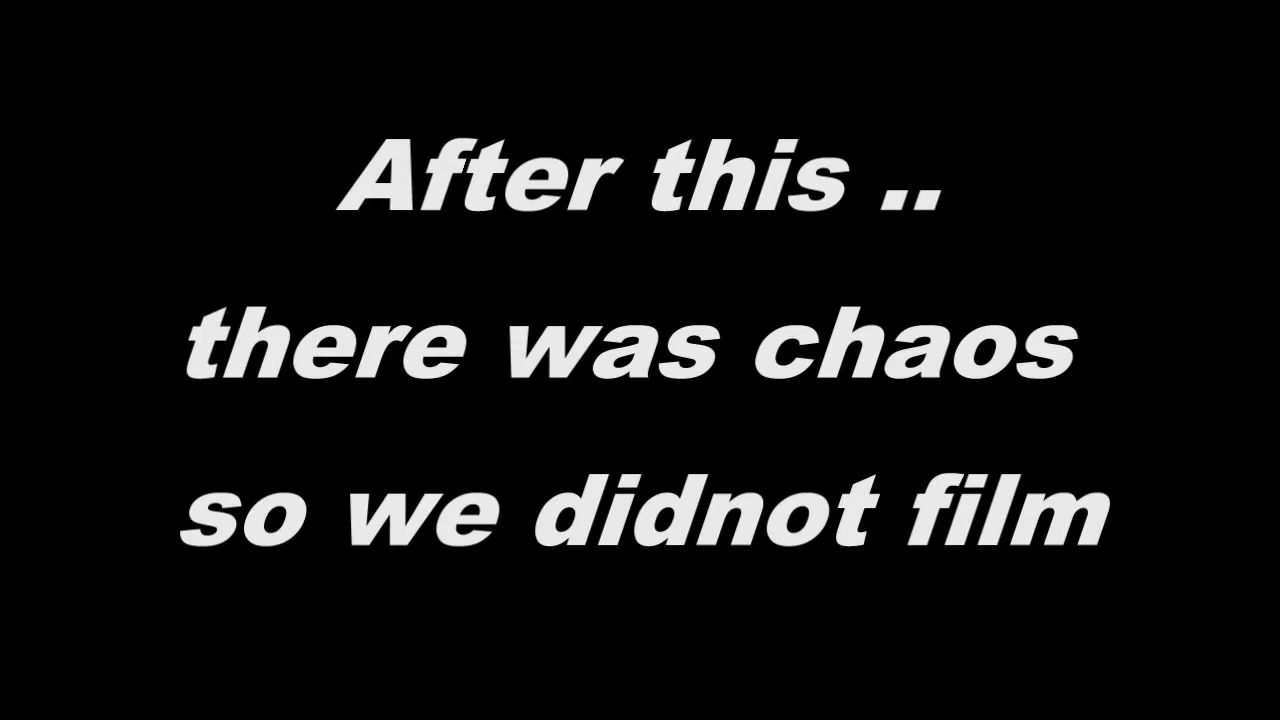 After this ..
there was chaos
so we didnot film